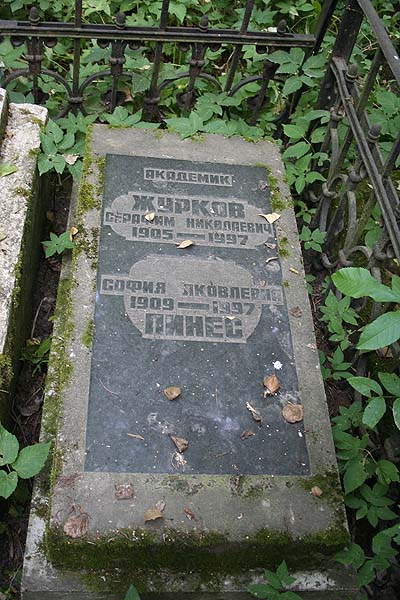 АКАДЕМИК
ЖУРКОВ
СЕРАФИМ НИКОЛАЕВИЧ
1905—1997
СОФИЯ ЯКОВЛЕВНА
1909—1997
ПИНЕС